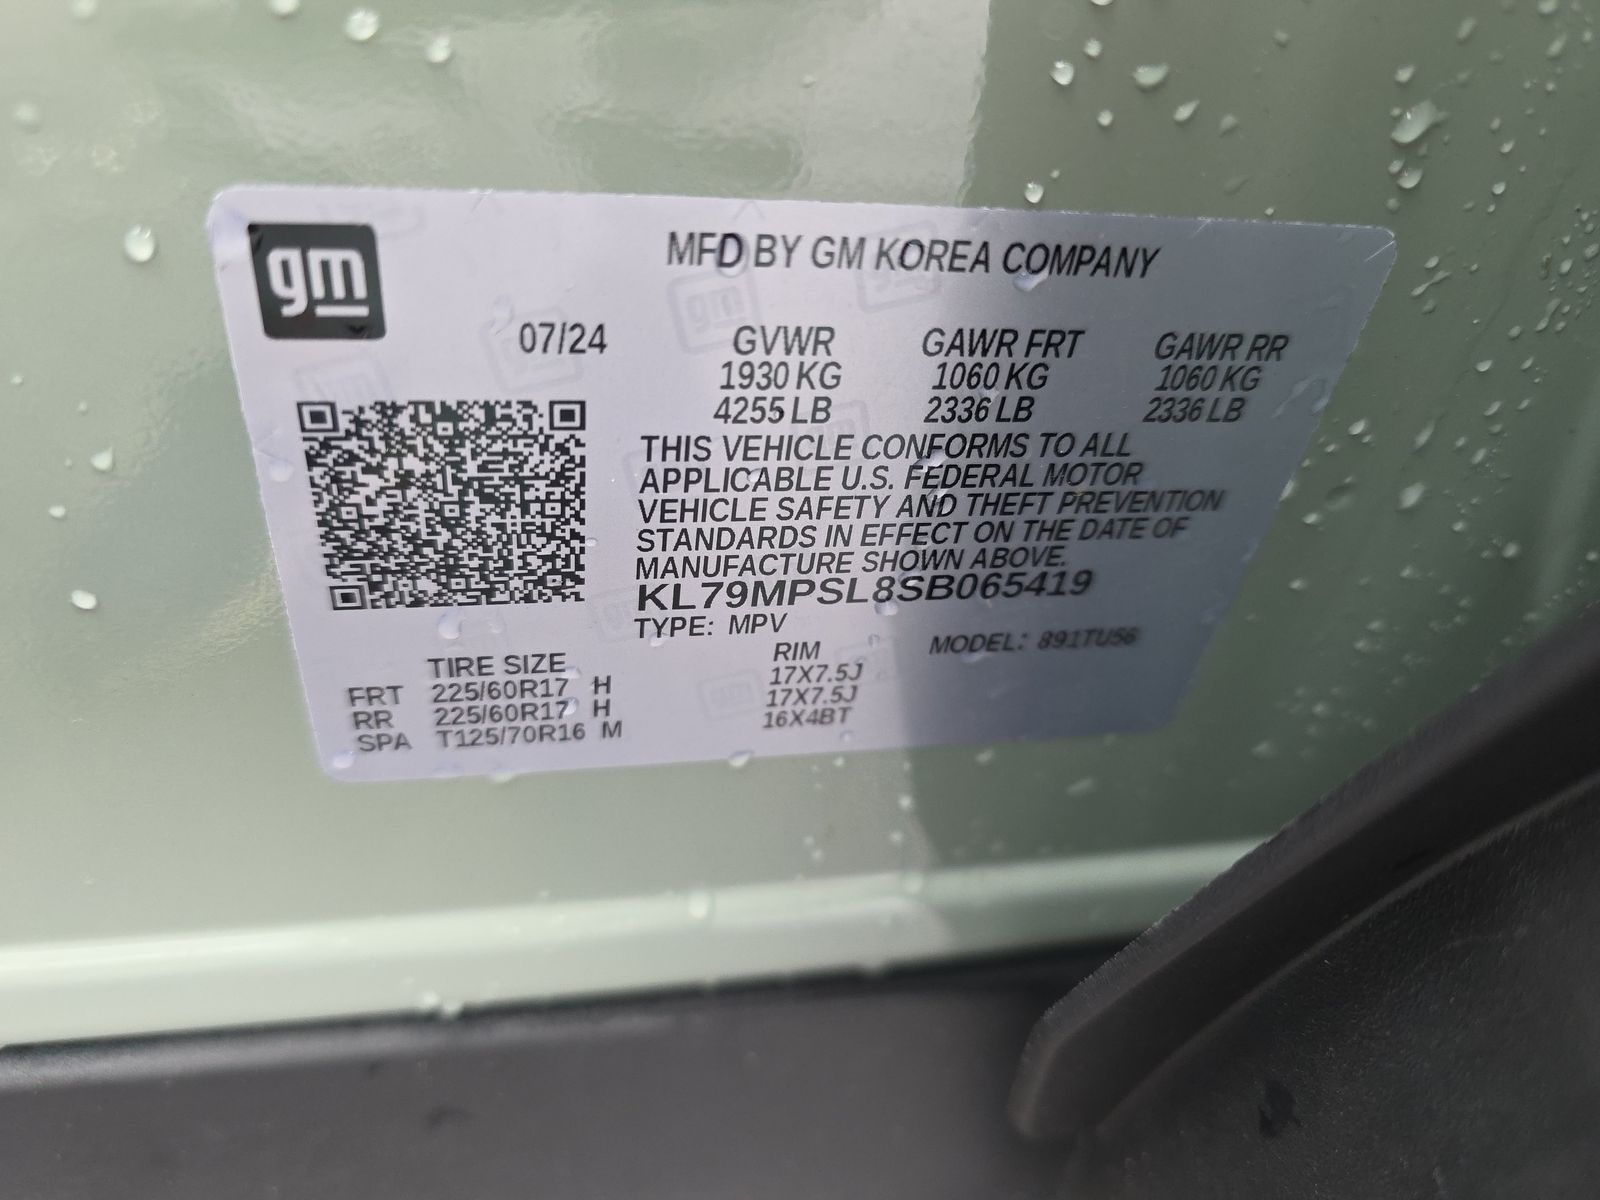 gm
MFD BY GM KOREA COMPANY
07/24 GVWR GAWR FRT GAWR RR
1930 KG 1060 KG 1060 KG
4255 LB 2336 LB 2336 LB
THIS VEHICLE CONFORMS TO ALL
APPLICABLE U.S. FEDERAL MOTOR
VEHICLE SAFETY AND THEFT PREVENTION
STANDARDS IN EFFECT ON THE DATE OF
MANUFACTURE SHOWN ABOVE.
KL79MPSL8SB065419
TYPE: MPV MODEL: 891TU56
TIRE SIZE RIM
FRT 225/60R17 H 17X7.5J
RR 225/60R17 H 17X7.5J
SPA T125/70R16 M 16X4BT